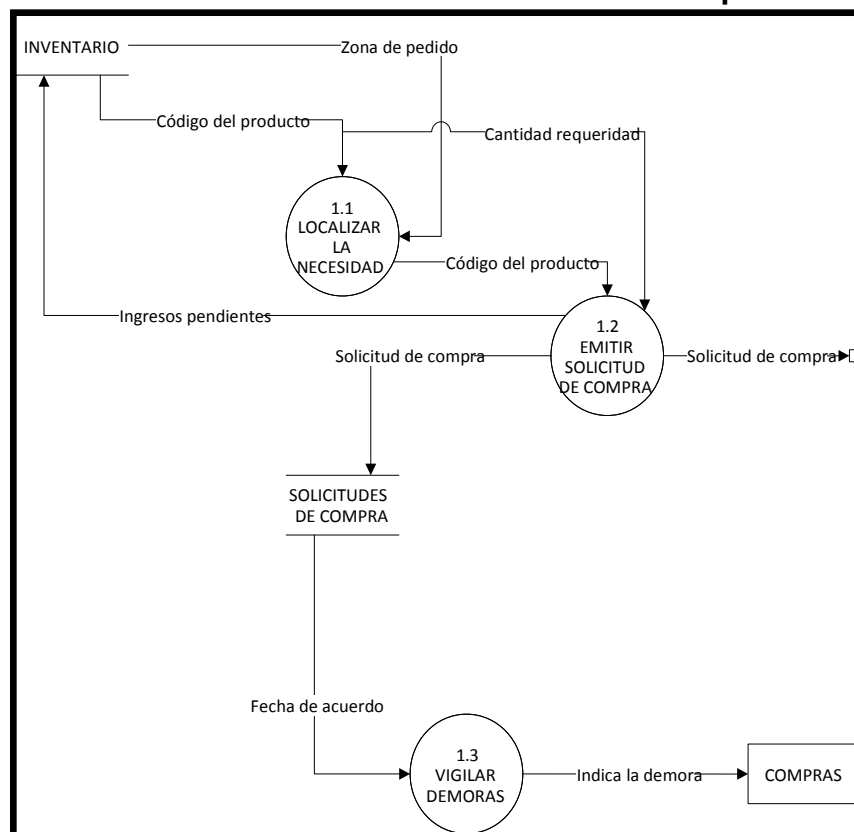 INVENTARIO
Zona de pedido
Código del producto
Cantidad requeridad
1.1
LOCALIZAR
LA
NECESIDAD
Código del producto
Ingresos pendientes
1.2
EMITIR
SOLICITUD
DE COMPRA
Solicitud de compra
Solicitud de compra
SOLICITUDES
DE COMPRA
Fecha de acuerdo
1.3
VIGILAR
DEMORAS
Indica la demora
COMPRAS